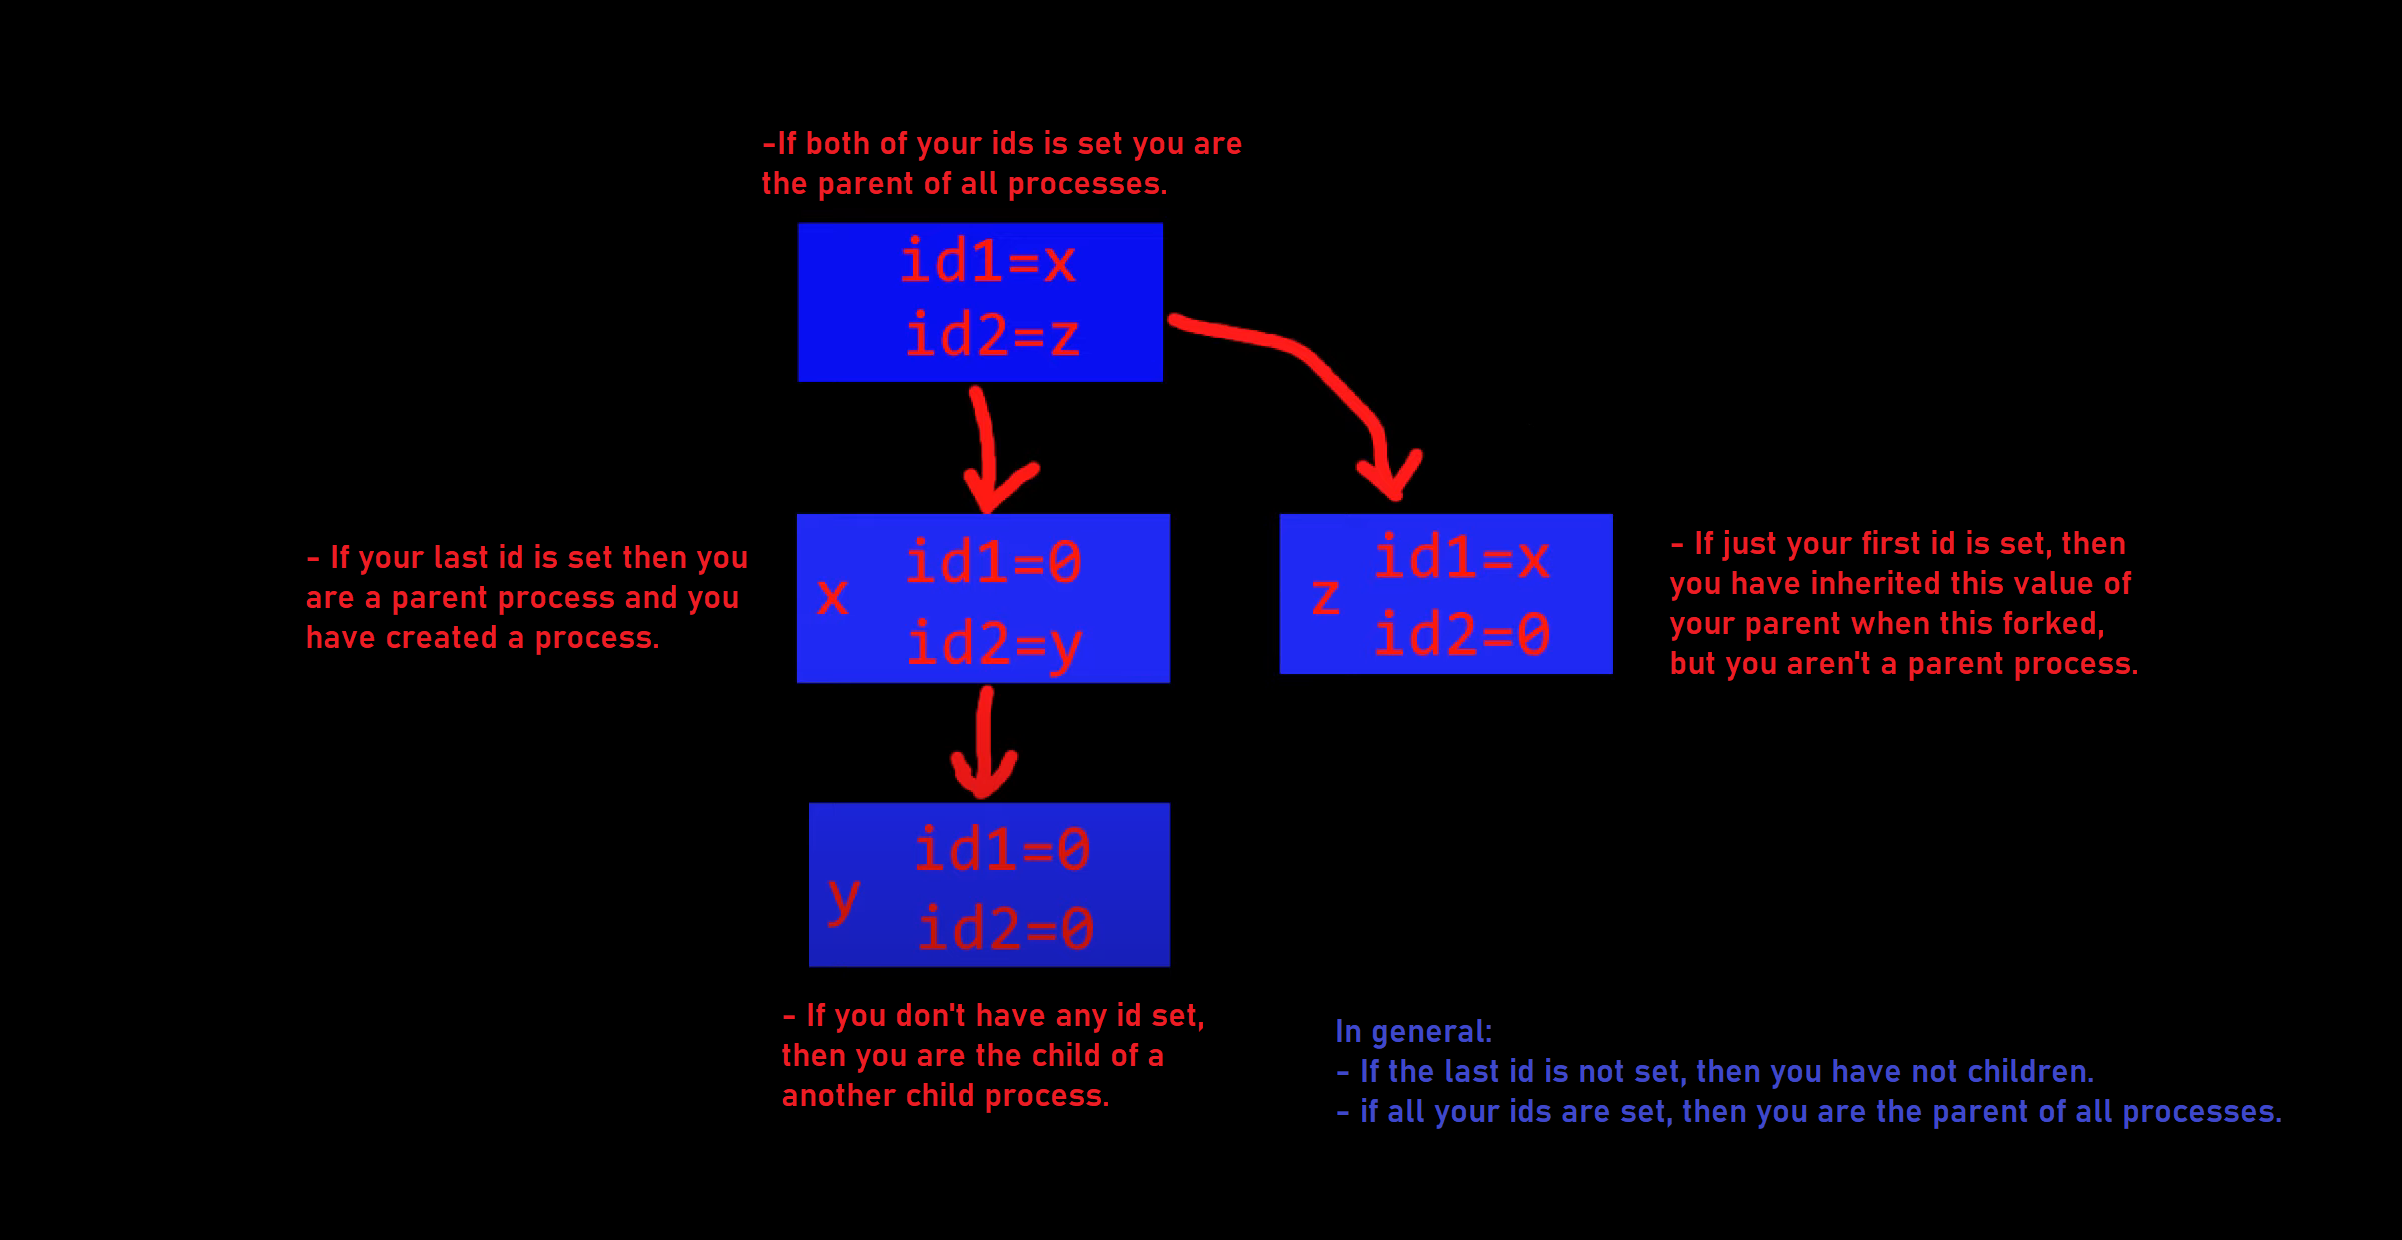 -If both of your ids is set you are
the parent of all processes.
id1=x
id2=z
- If your last id is set then you
are a parent process and you
have created a process.
x
id1=0
id2=y
z
id1=x
id2=0
- If just your first id is set, then
you have inherited this value of
your parent when this forked,
but you aren't a parent process.
y
id1=0
id2=0
- If you don't have any id set,
then you are the child of a
another child process.
In general:
- If the last id is not set, then you have not children.
- if all your ids are set, then you are the parent of all processes.